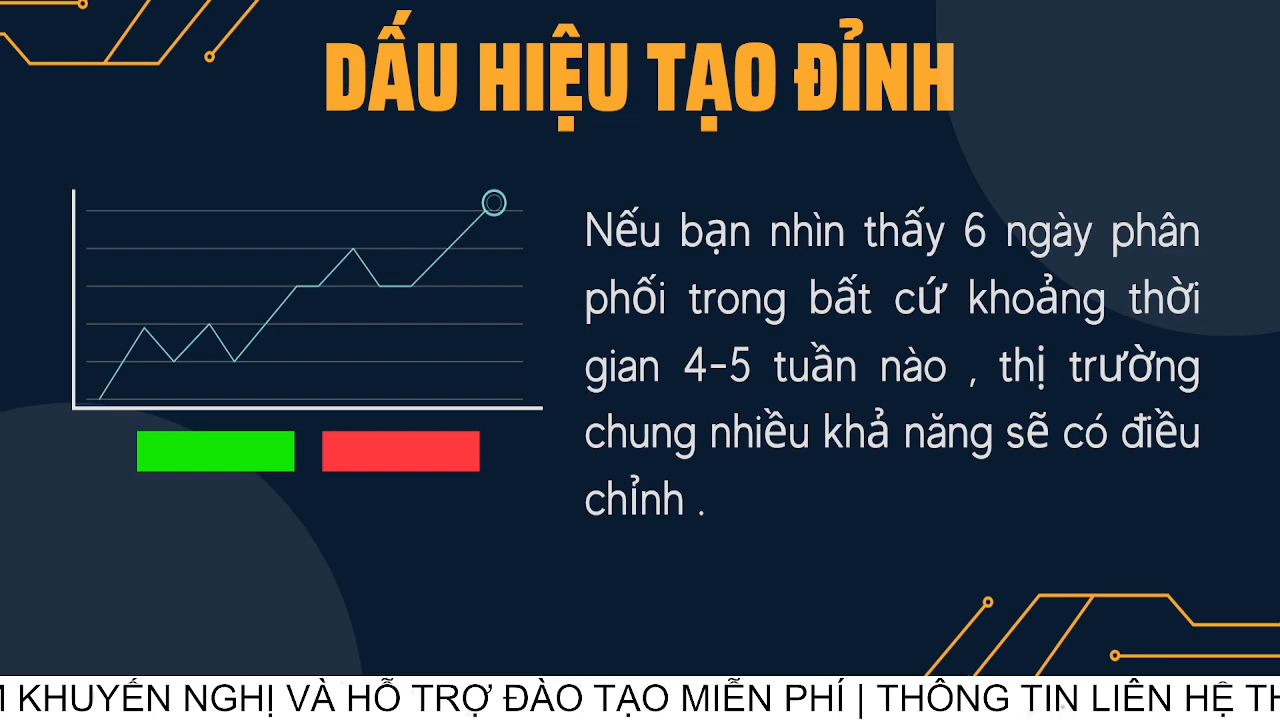 DẤU HIỆU TẠO ĐỈNH
Nếu bạn nhìn thấy 6 ngày phân
phối trong bất cứ khoảng thời
gian 4-5 tuần nào , thị trường
chung nhiều khả năng sẽ có điều
chỉnh .
KHUYẾN NGHỊ VÀ HỖ TRỢ ĐÀO TẠO MIỄN PHÍ | THÔNG TIN LIÊN HỆ